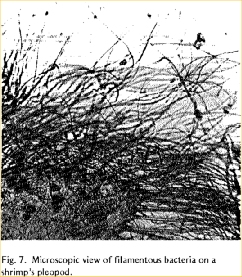 Fig. 7. Microscopic view of filamentous bacteria on a
shrimp's pleopod.